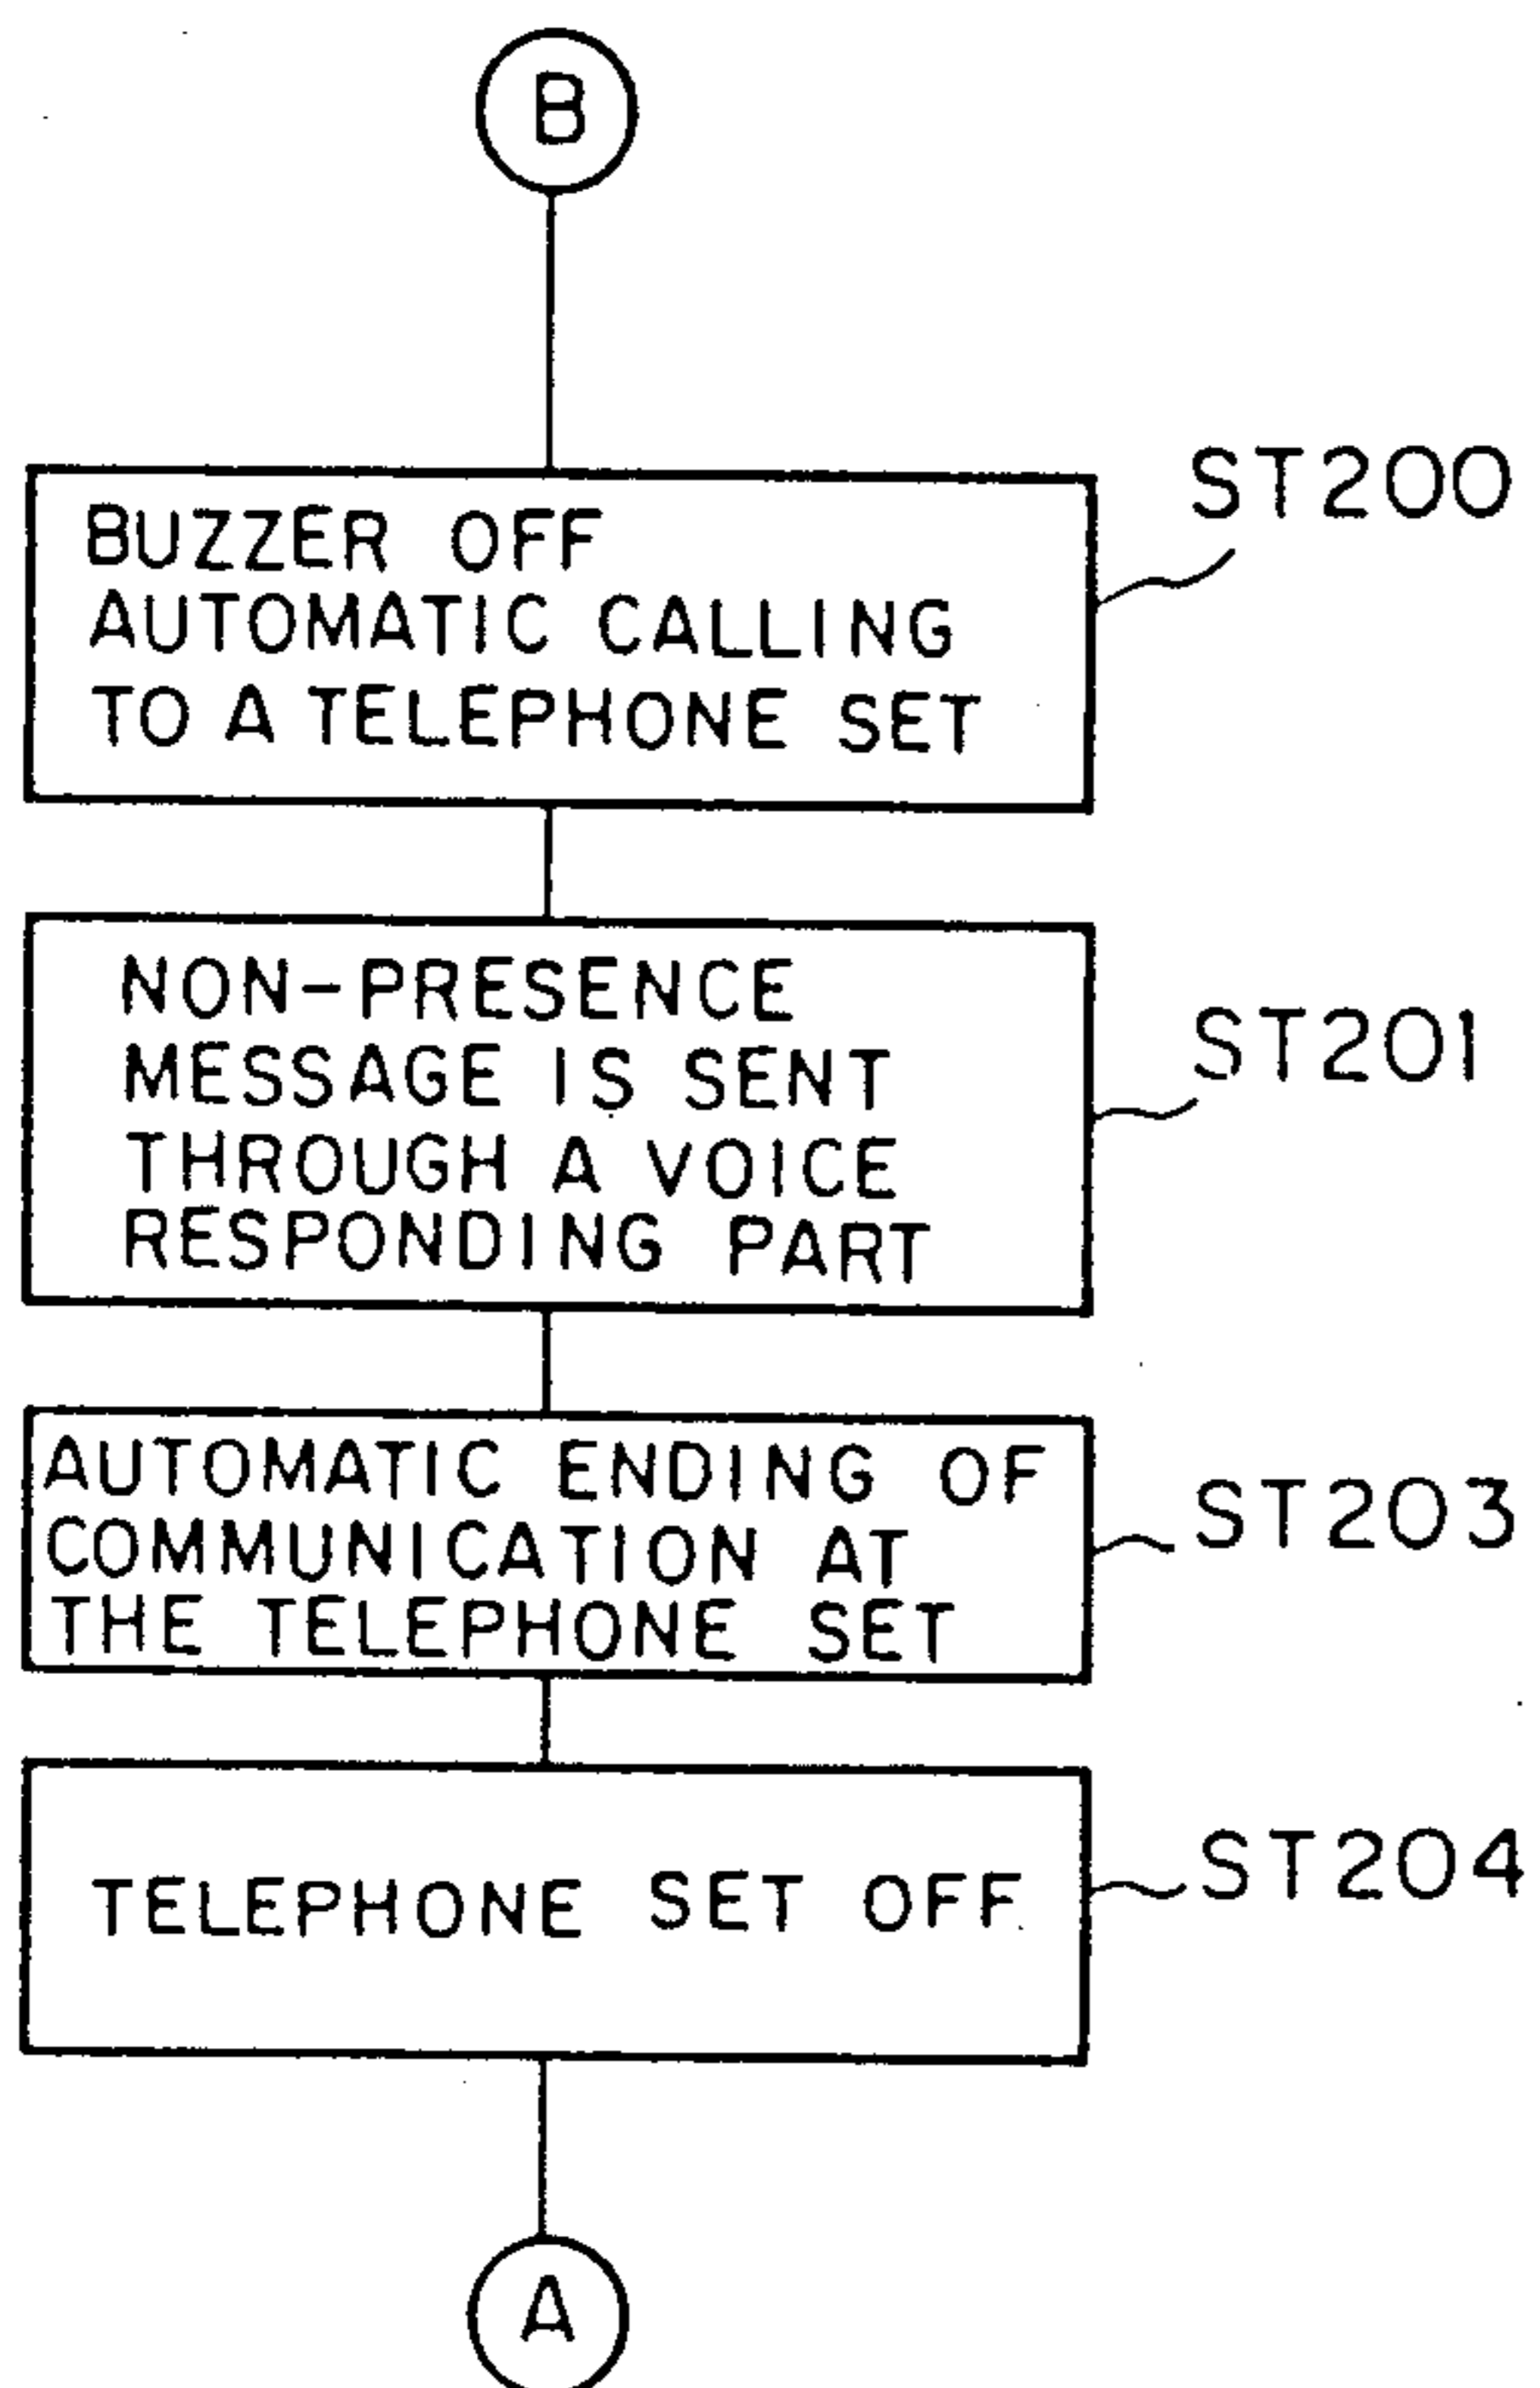 B
ST200
BUZZER OFF
AUTOMATIC CALLING
TO A TELEPHONE SET
NON-PRESENCE
MESSAGE IS SENT
THROUGH A VOICE
RESPONDING PART
ST201
AUTOMATIC ENDING OF
COMMUNICATION AT
THE TELEPHONE SET
ST203
TELEPHONE SET OFF
ST204
A